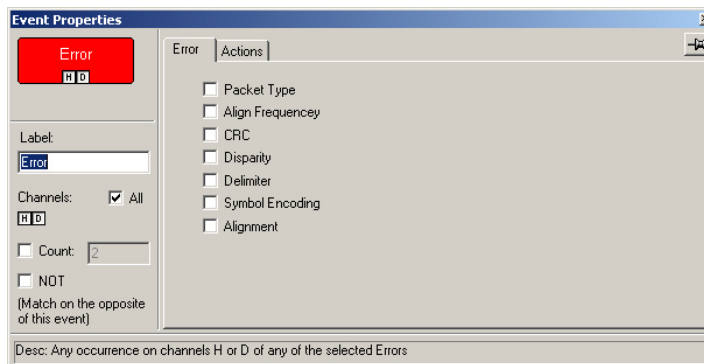 Event Properties
Error
H D
Error Actions
Packet Type
Align Frequencey
CRC
Disparity
Delimiter
Symbol Encoding
Alignment
Label:
Error
Channels: All
H D
Count: 2
NOT
(Match on the opposite
of this event)
Desc: Any occurrence on channels H or D of any of the selected Errors